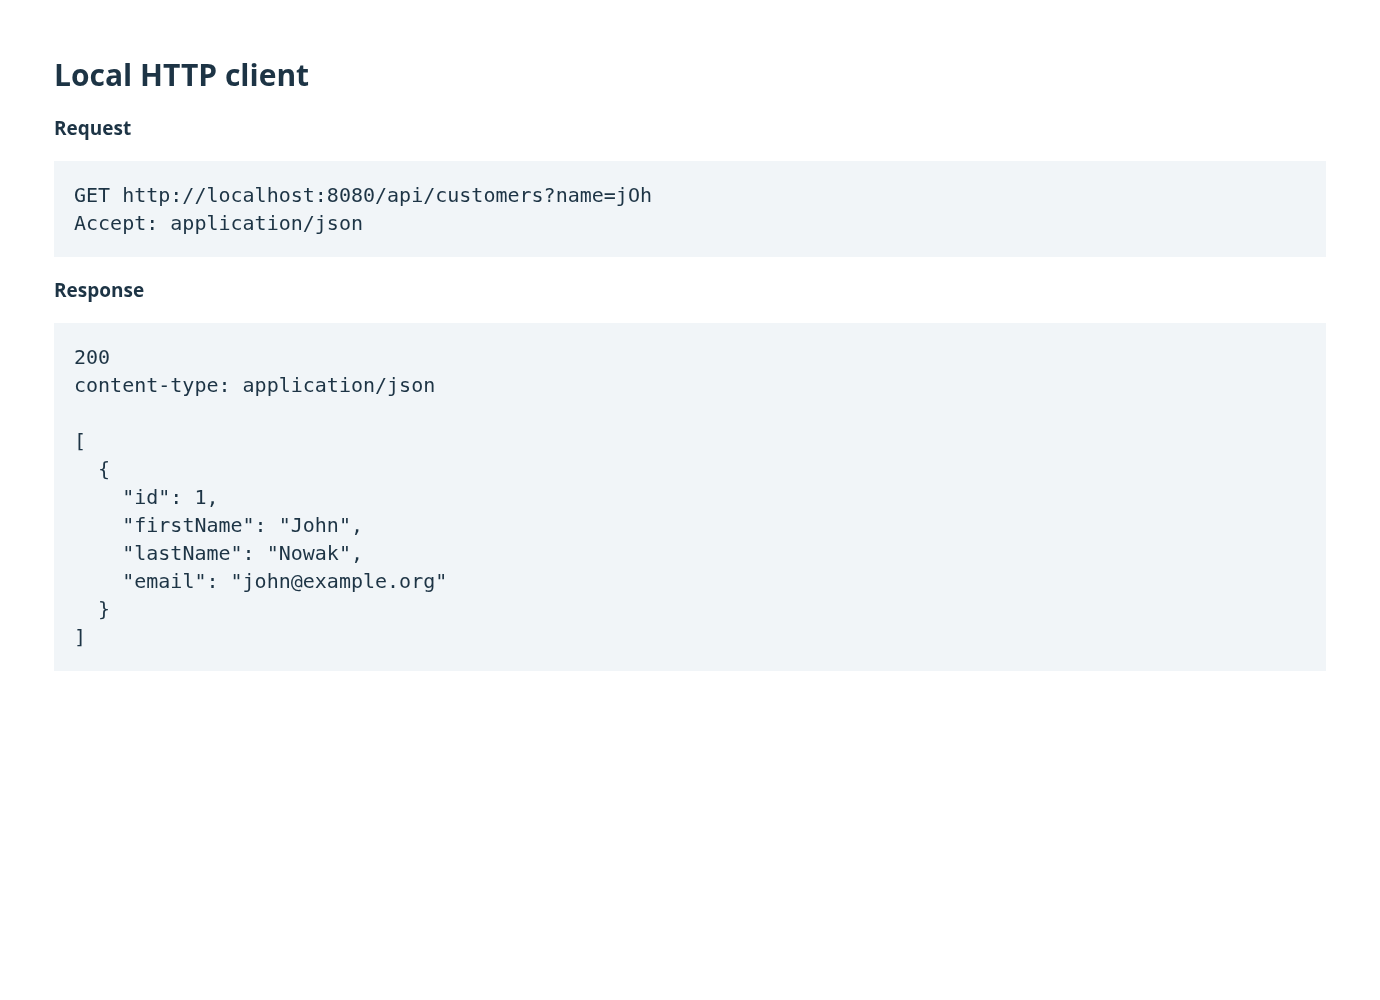 Local HTTP client
Request
GET http://localhost:8080/api/customers?name=jOh
Accept: application/json
Response
200
content-type: application/json

[
  {
    "id": 1,
    "firstName": "John",
    "lastName": "Nowak",
    "email": "john@example.org"
  }
]